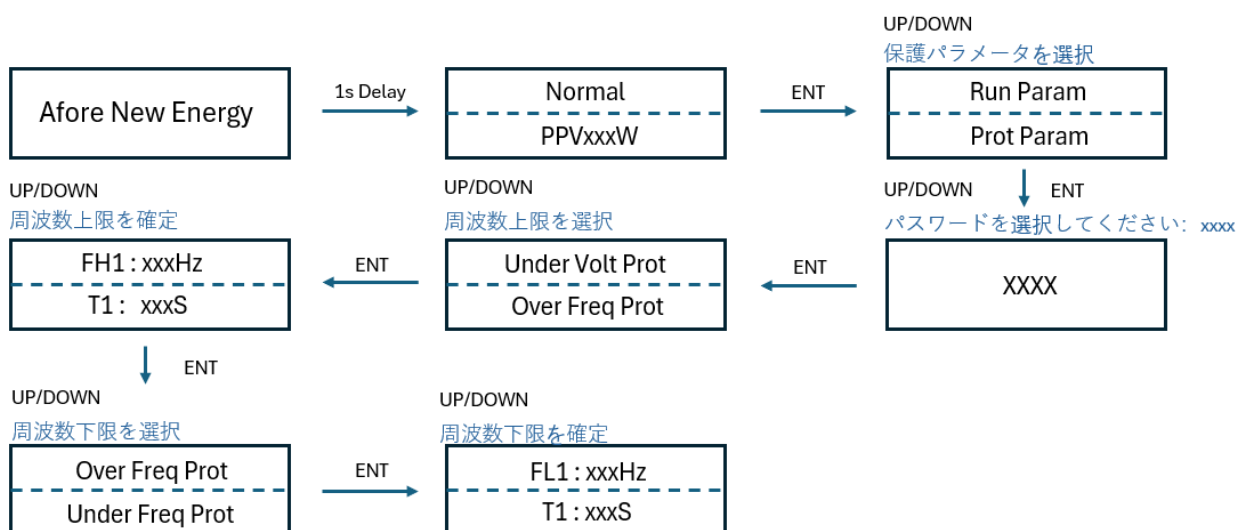 Afore New Energy
1s Delay
Normal
PPVxxxW
ENT
UP/DOWN
保護パラメータを選択
Run Param
Prot Param
ENT
UP/DOWN
パスワードを選択してください: xxxx
XXXX
ENT
UP/DOWN
周波数上限を選択
Under Volt Prot
Over Freq Prot
ENT
UP/DOWN
周波数上限を確定
FH1 : xxxHz
T1 : xxxS
ENT
UP/DOWN
周波数下限を選択
Over Freq Prot
Under Freq Prot
ENT
UP/DOWN
周波数下限を確定
FL1 : xxxHz
T1 : xxxS